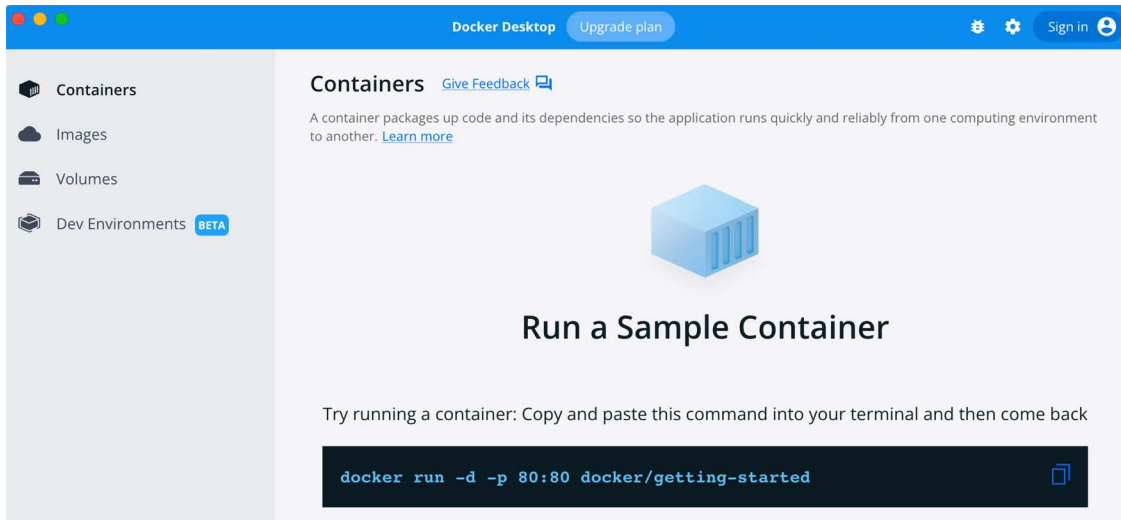 Docker Desktop Upgrade plan Sign in
Containers
Images
Volumes
Dev Environments BETA
Containers Give Feedback
A container packages up code and its dependencies so the application runs quickly and reliably from one computing environment
to another. Learn more
Run a Sample Container
Try running a container: Copy and paste this command into your terminal and then come back
docker run -d -p 80:80 docker/getting-started